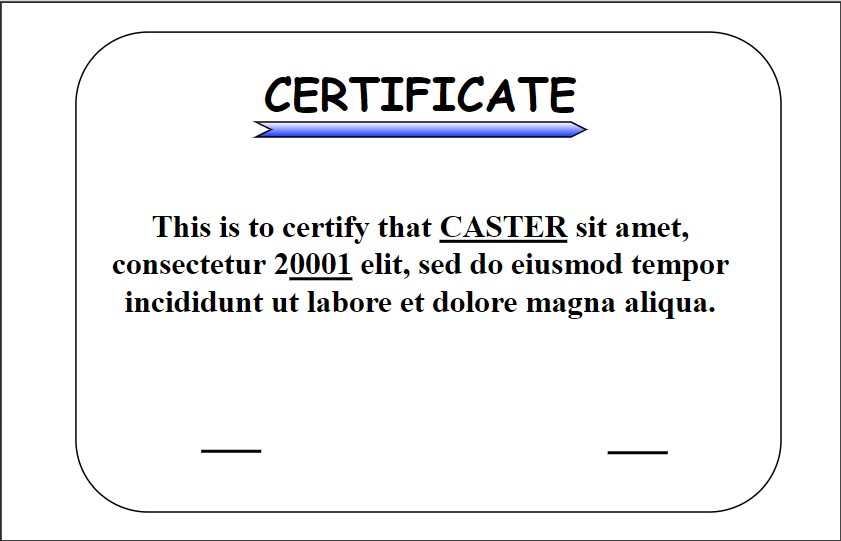 CERTIFICATE
This is to certify that CASTER sit amet,
consectetur 20001 elit, sed do eiusmod tempor
incididunt ut labore et dolore magna aliqua.